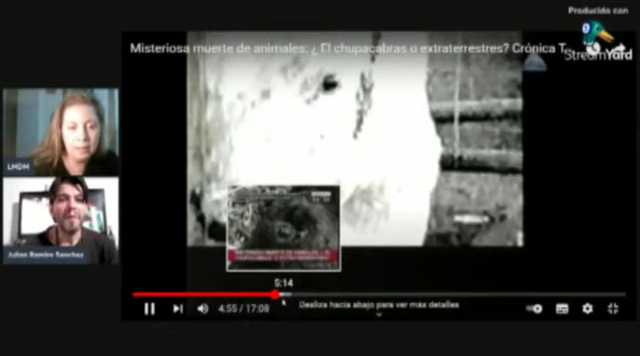 Producido con
StreamYard
Misteriosa muerte de animales: ¿ El chupacabras o extraterrestres? Crónica T
LMDM
Julian Ramiro Sanchez
5:14
4:55 / 17:08
Desliza hacia abajo para ver más detalles